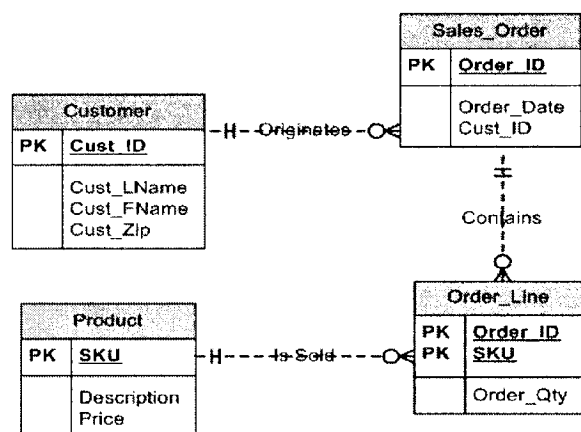 Sales_Order
PK Order_ID
Order_Date
Cust_ID
Customer
PK Cust_ID
Cust_LName
Cust_FName
Cust_Zip
Originates
Contains
Product
PK SKU
Description
Price
Is Sold
Order_Line
PK Order_ID
PK SKU
Order_Qty